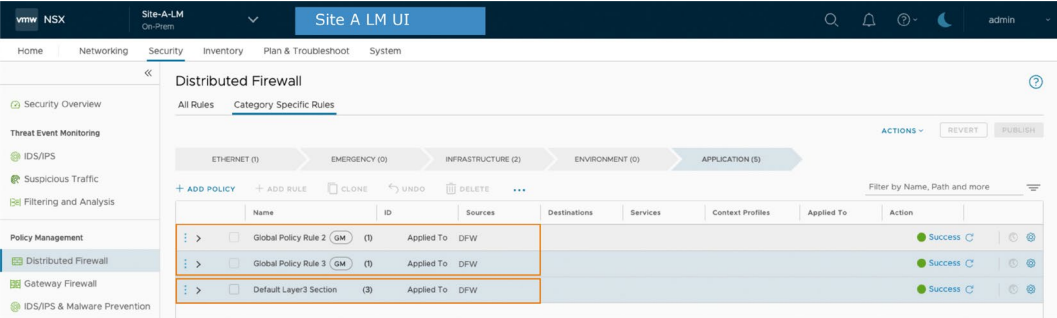 vmw NSX Site-A-LM On-Prem Site A LM UI admin
Home Networking Security Inventory Plan & Troubleshoot System
Security Overview
Threat Event Monitoring
IDS/IPS
Suspicious Traffic
Filtering and Analysis
Policy Management
Distributed Firewall
Gateway Firewall
IDS/IPS & Malware Prevention
Distributed Firewall
All Rules Category Specific Rules
ACTIONS REVERT PUBLISH
ETHERNET (1) EMERGENCY (0) INFRASTRUCTURE (2) ENVIRONMENT (0) APPLICATION (5)
+ ADD POLICY + ADD RULE CLONE UNDO DELETE ... Filter by Name, Path and more
Name ID Sources Destinations Services Context Profiles Applied To Action
Global Policy Rule 2 GM (1) Applied To DFW Success
Global Policy Rule 3 GM (1) Applied To DFW Success
Default Layer3 Section (3) Applied To DFW Success